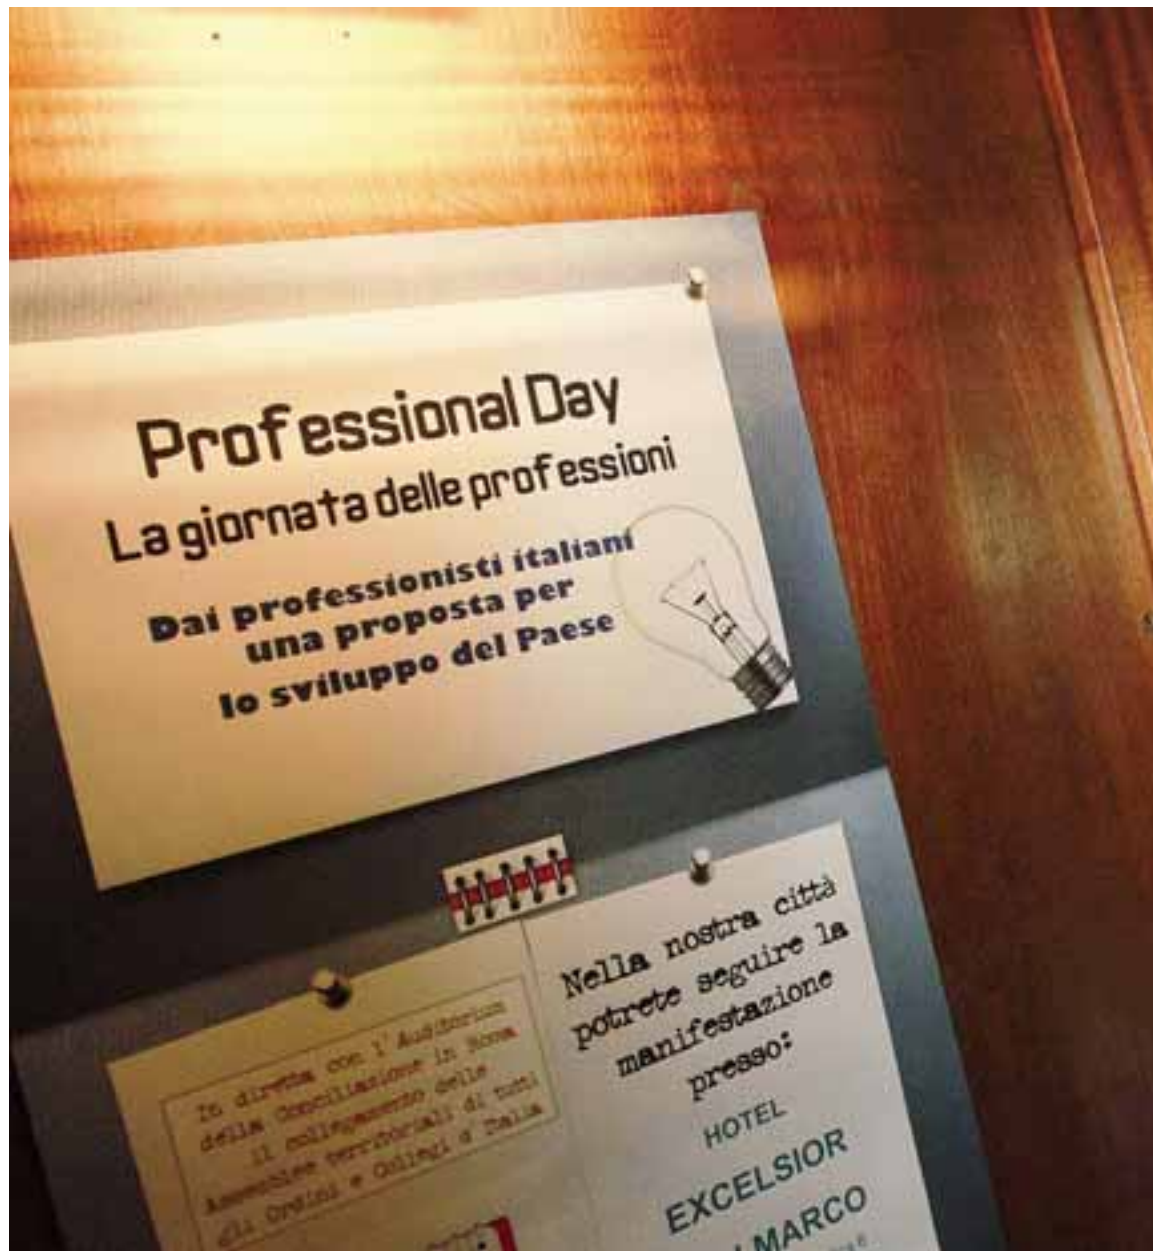 Professional Day
La giornata delle professioni
Dai professionisti italiani
una proposta per
lo sviluppo del Paese
In diretta con l'Auditorium
della Conciliazione in Roma
il collegamento delle
Assemblee territoriali di tutti
gli Ordini e Collegi d'Italia
Nella nostra città
potrete seguire la
manifestazione
presso:
HOTEL
EXCELSIOR
MARCO